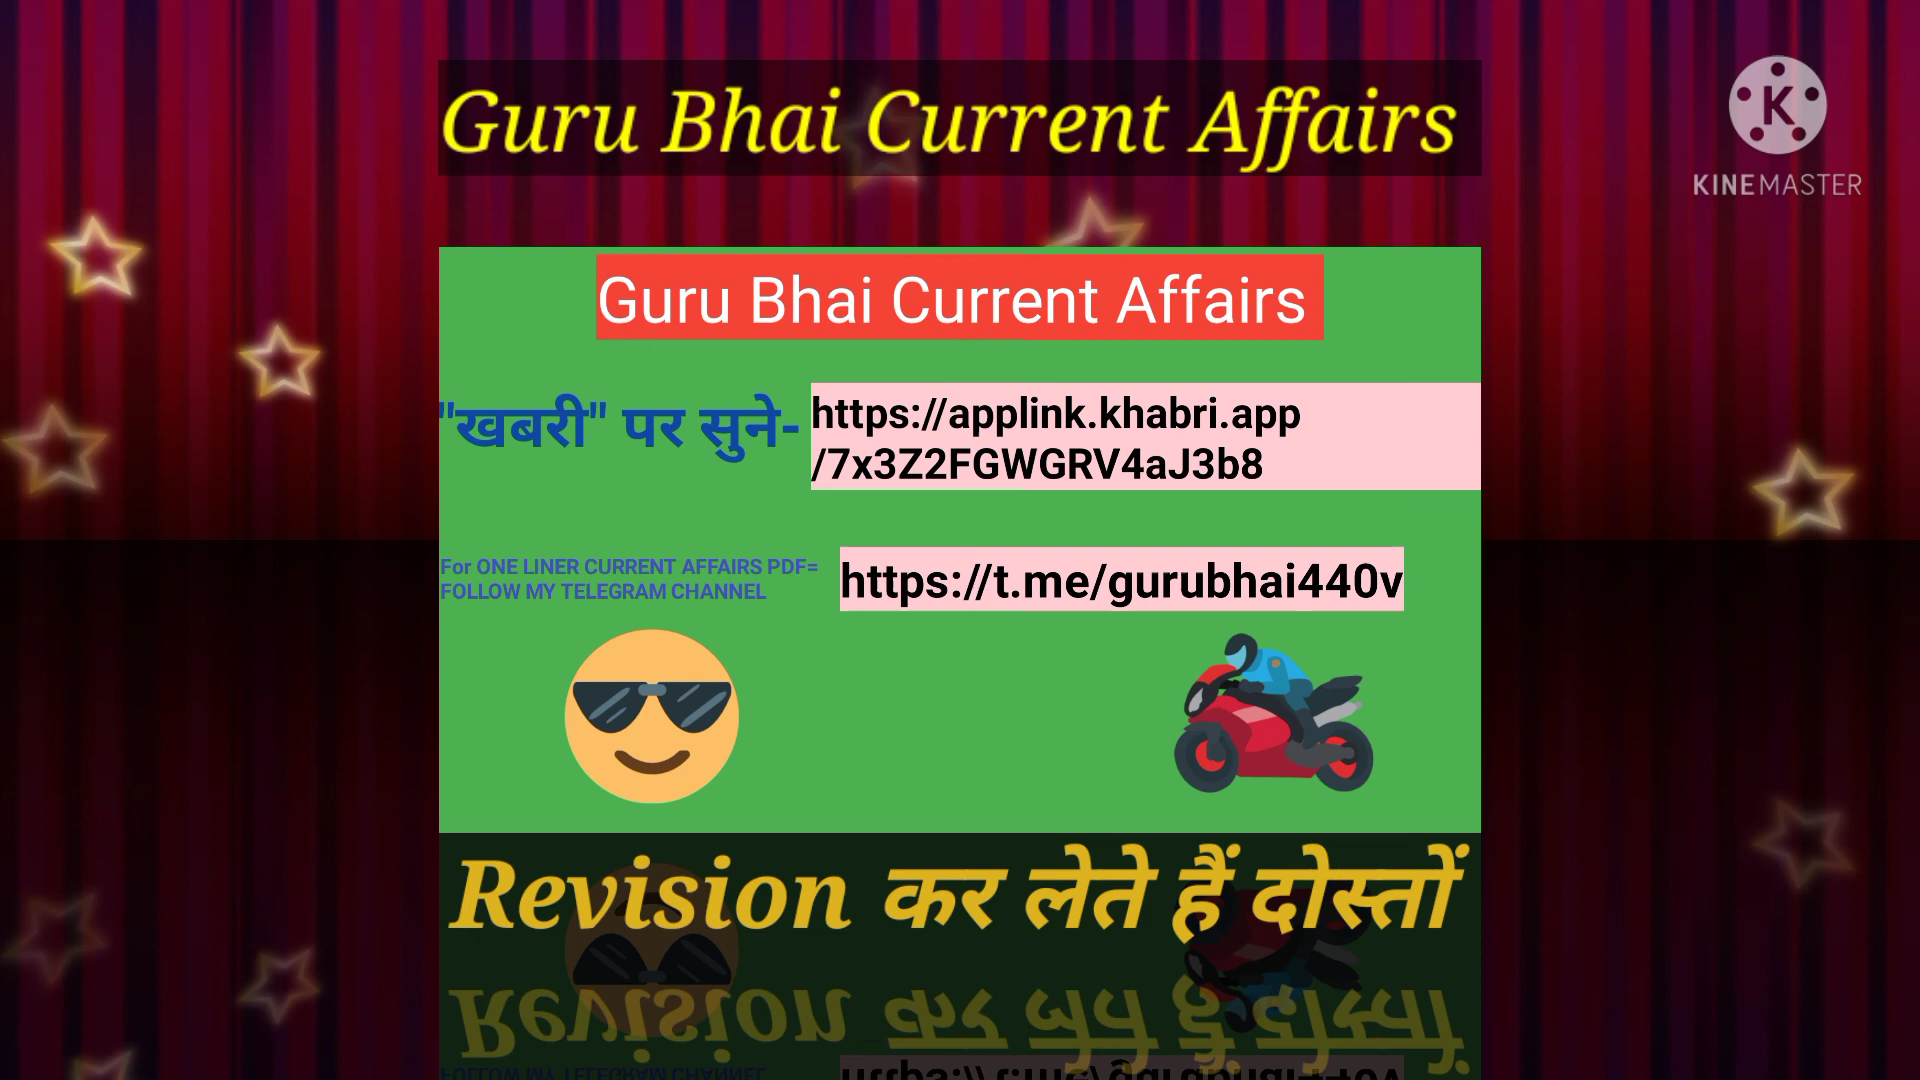 Guru Bhai Current Affairs
KINEMASTER
Guru Bhai Current Affairs
"खबरी" पर सुने-
https://applink.khabri.app
/7x3Z2FGWGRV4aJ3b8
For ONE LINER CURRENT AFFAIRS PDF=
FOLLOW MY TELEGRAM CHANNEL
https://t.me/gurubhai440v
Revision कर लेते हैं दोस्तों